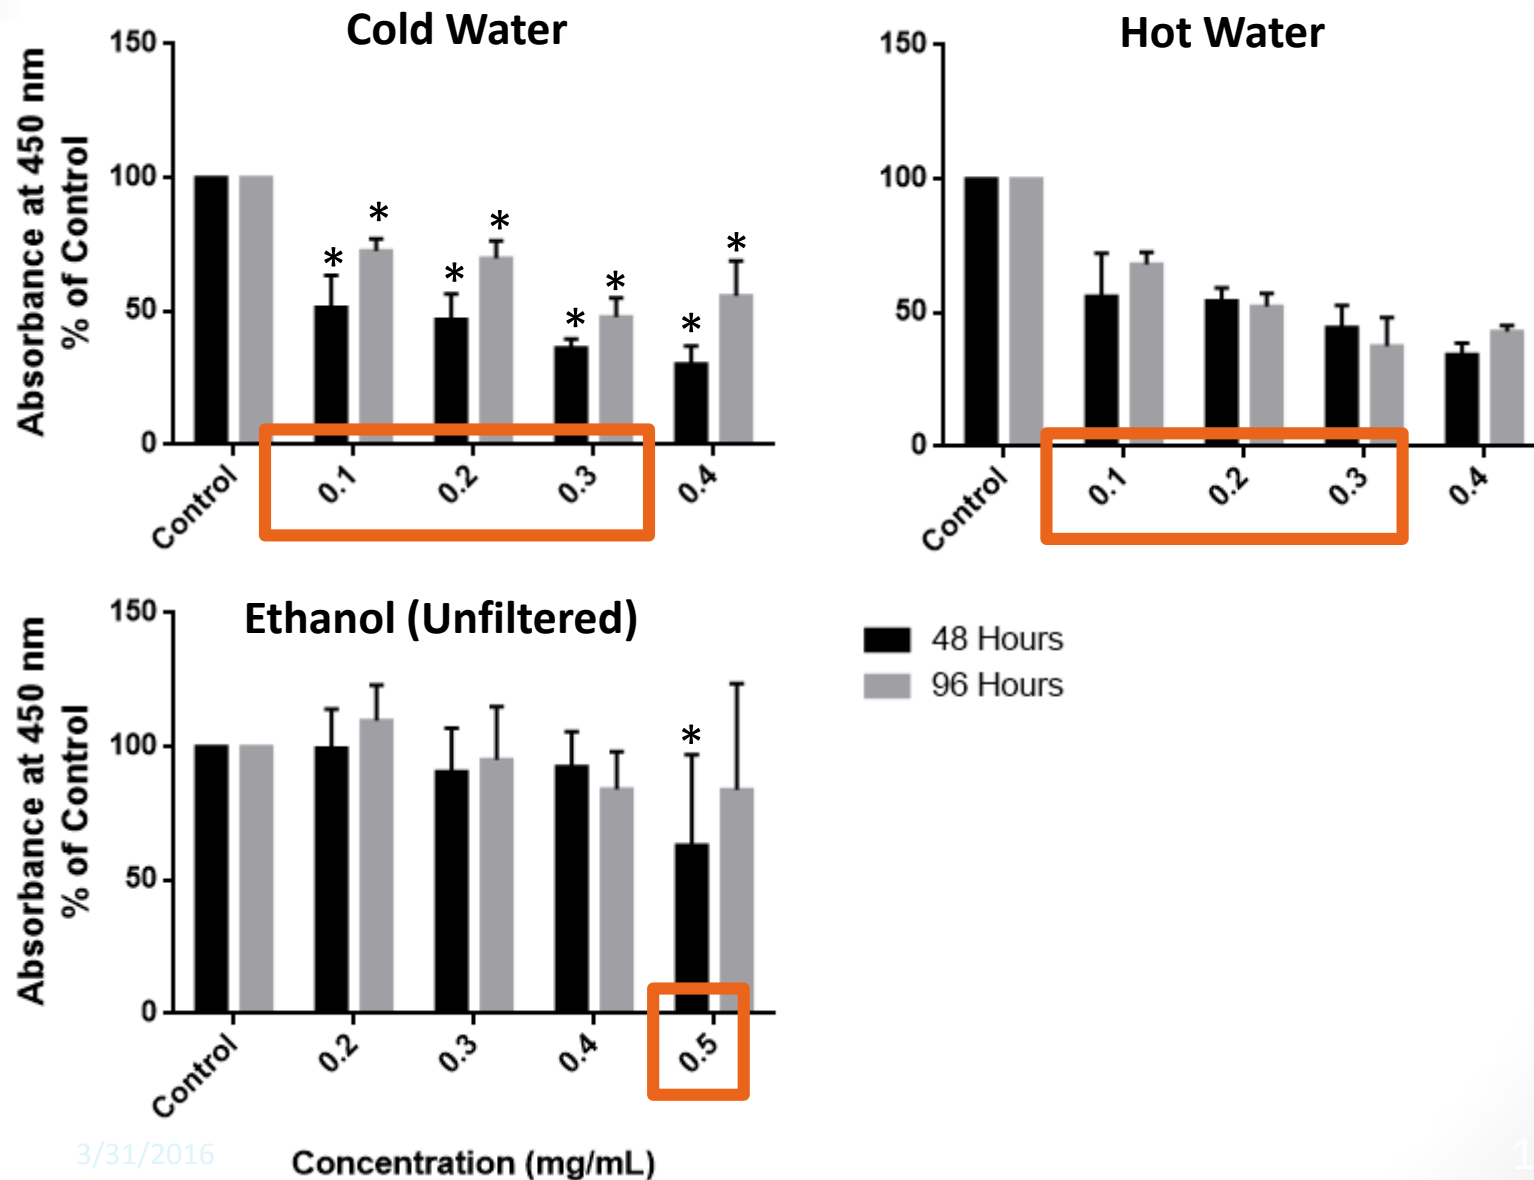 Cold Water
Absorbance at 450 nm
% of Control
150
100
50
0
* * * * * * * *
Control 0.1 0.2 0.3 0.4
Hot Water
150
100
50
0
Control 0.1 0.2 0.3 0.4
Ethanol (Unfiltered)
Absorbance at 450 nm
% of Control
150
100
50
0
*
Control 0.2 0.3 0.4 0.5
Concentration (mg/mL)
48 Hours
96 Hours
3/31/2016
1